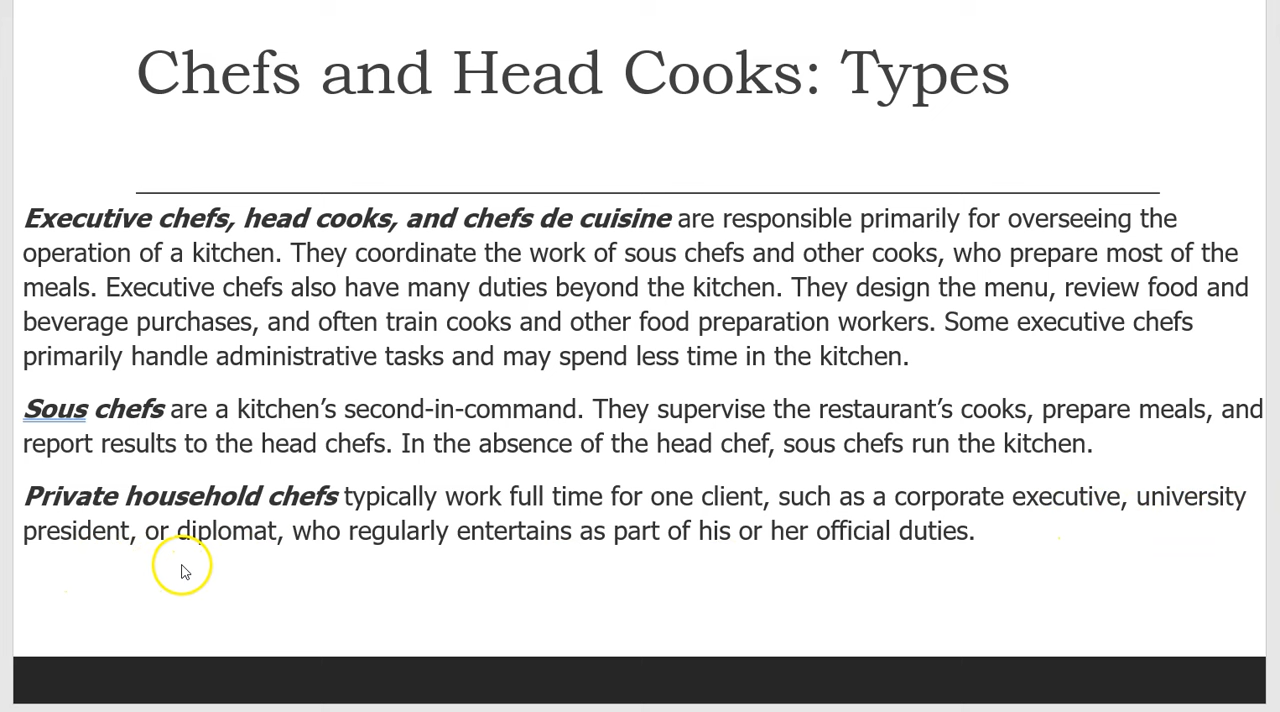 Chefs and Head Cooks: Types
Executive chefs, head cooks, and chefs de cuisine are responsible primarily for overseeing the
operation of a kitchen. They coordinate the work of sous chefs and other cooks, who prepare most of the
meals. Executive chefs also have many duties beyond the kitchen. They design the menu, review food and
beverage purchases, and often train cooks and other food preparation workers. Some executive chefs
primarily handle administrative tasks and may spend less time in the kitchen.
Sous chefs are a kitchen’s second-in-command. They supervise the restaurant’s cooks, prepare meals, and
report results to the head chefs. In the absence of the head chef, sous chefs run the kitchen.
Private household chefs typically work full time for one client, such as a corporate executive, university
president, or diplomat, who regularly entertains as part of his or her official duties.